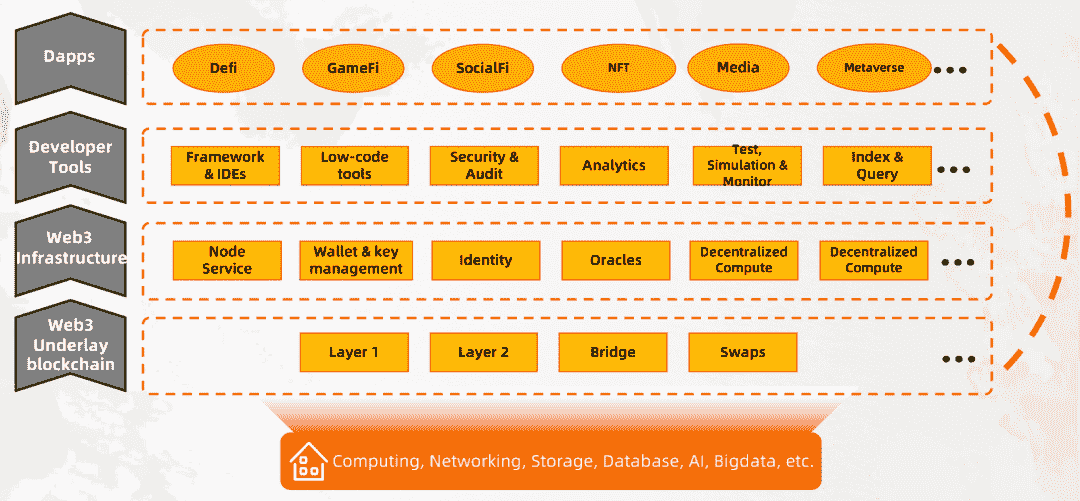 Dapps
Defi
GameFi
SocialFi
NFT
Media
Metaverse
Developer
Tools
Framework
& IDEs
Low-code
tools
Security &
Audit
Analytics
Test,
Simulation &
Monitor
Index &
Query
Web3
Infrastructure
Node
Service
Wallet & key
management
Identity
Oracles
Decentralized
Compute
Decentralized
Compute
Web3
Underlay
blockchain
Layer 1
Layer 2
Bridge
Swaps
Computing, Networking, Storage, Database, AI, Bigdata, etc.